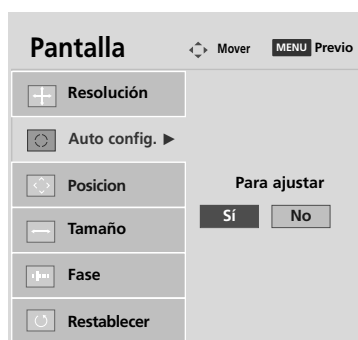 Pantalla
Mover MENU Previo
Resolución
Auto config. ►
Posicion
Tamaño
Fase
Restablecer
Para ajustar
Sí No